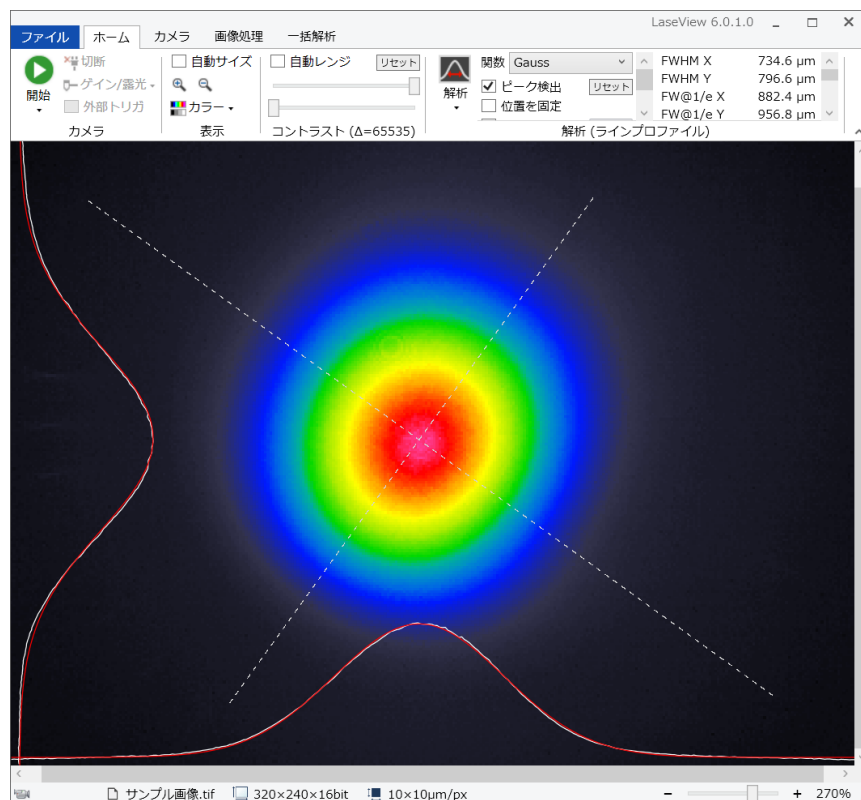 LaseView 6.0.1.0
ファイル ホーム カメラ 画像処理 一括解析
開始
切断
ゲイン/露光
外部トリガ
カメラ
自動サイズ
カラー
表示
自動レンジ リセット
コントラスト (Δ=65535)
解析
関数 Gauss
ピーク検出 リセット
位置を固定
FWHM X 734.6 µm
FWHM Y 796.6 µm
FW@1/e X 882.4 µm
FW@1/e Y 956.8 µm
解析 (ラインプロファイル)
サンプル画像.tif 320×240×16bit 10×10µm/px 270%